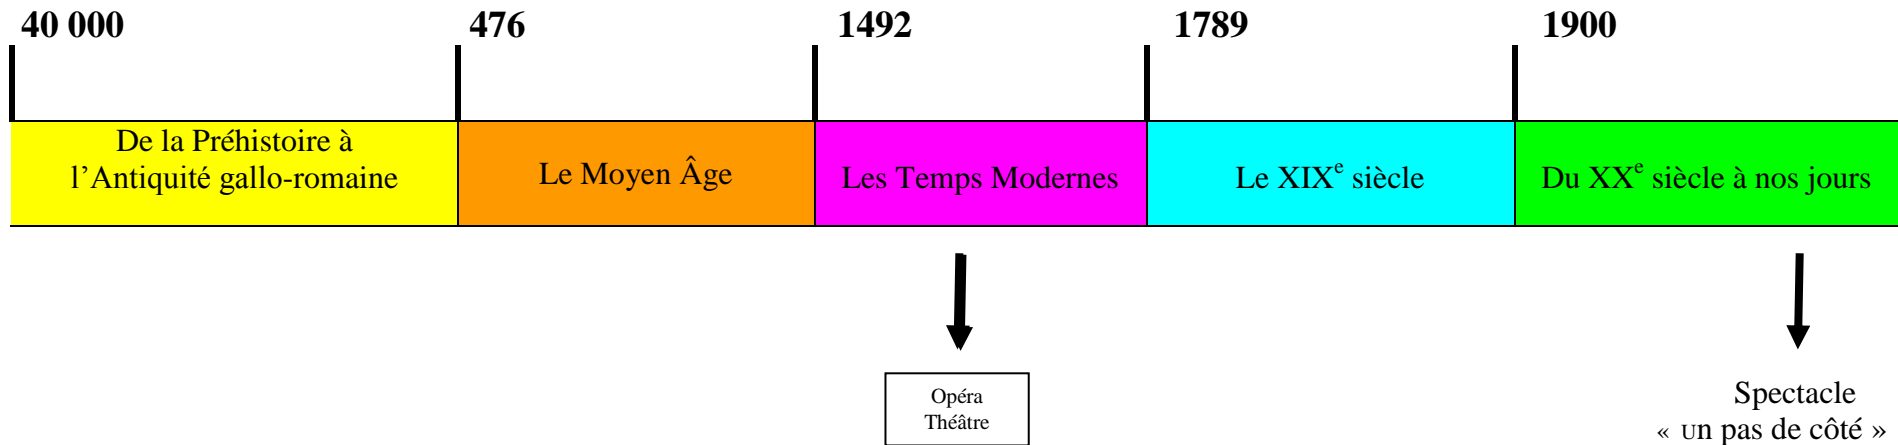 40 000 476 1492 1789 1900
De la Préhistoire à
l’Antiquité gallo-romaine
Le Moyen Âge
Les Temps Modernes
Le XIXe siècle
Du XXe siècle à nos jours
Opéra
Théâtre
Spectacle
« un pas de côté »